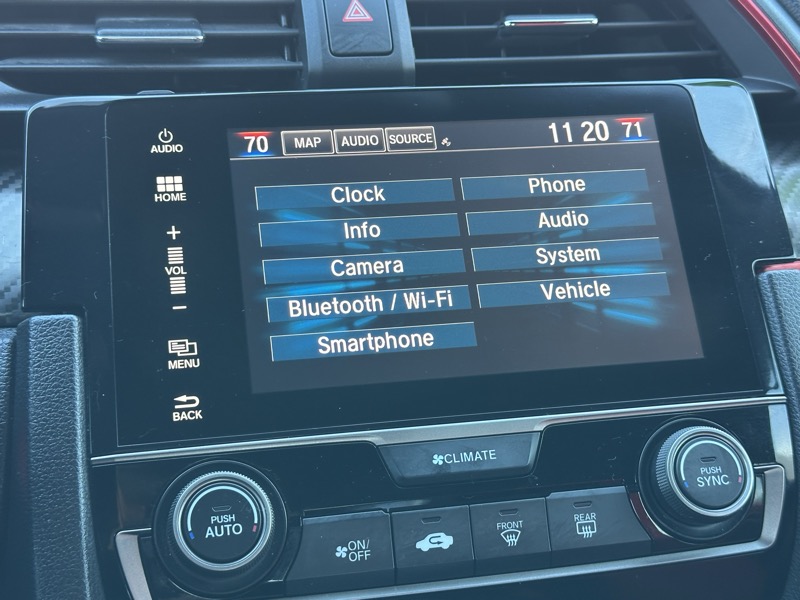 AUDIO
HOME
+
VOL
−
MENU
BACK
70 MAP AUDIO SOURCE 11 20 71
Clock Phone
Info Audio
Camera System
Bluetooth / Wi-Fi Vehicle
Smartphone
CLIMATE
PUSH
AUTO
ON/
OFF
FRONT
REAR
PUSH
SYNC